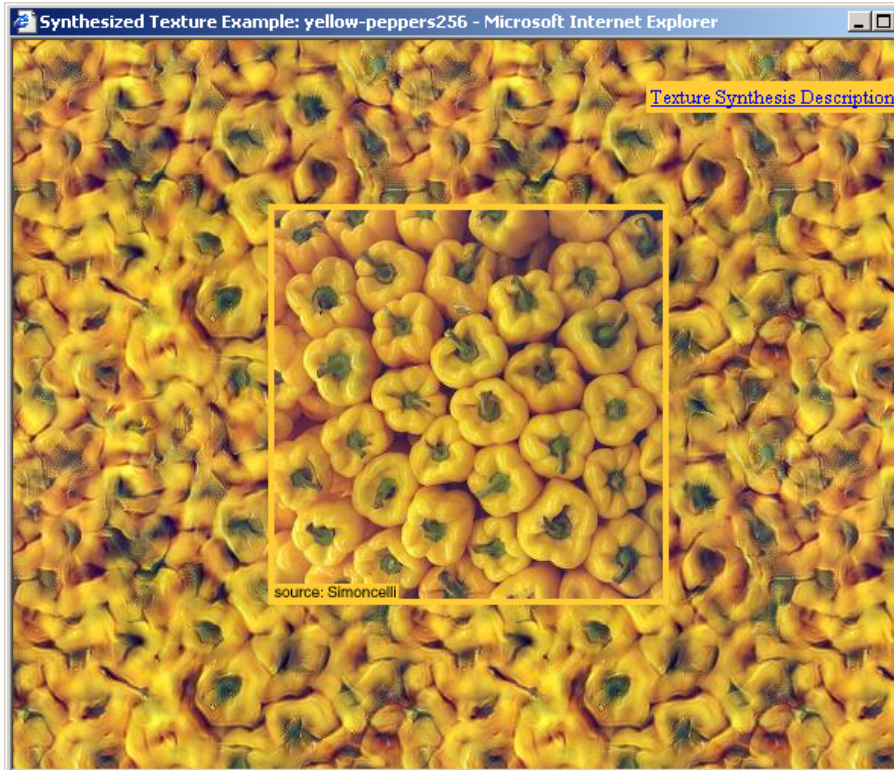 Synthesized Texture Example: yellow-peppers256 - Microsoft Internet Explorer
Texture Synthesis Description
source: Simoncelli